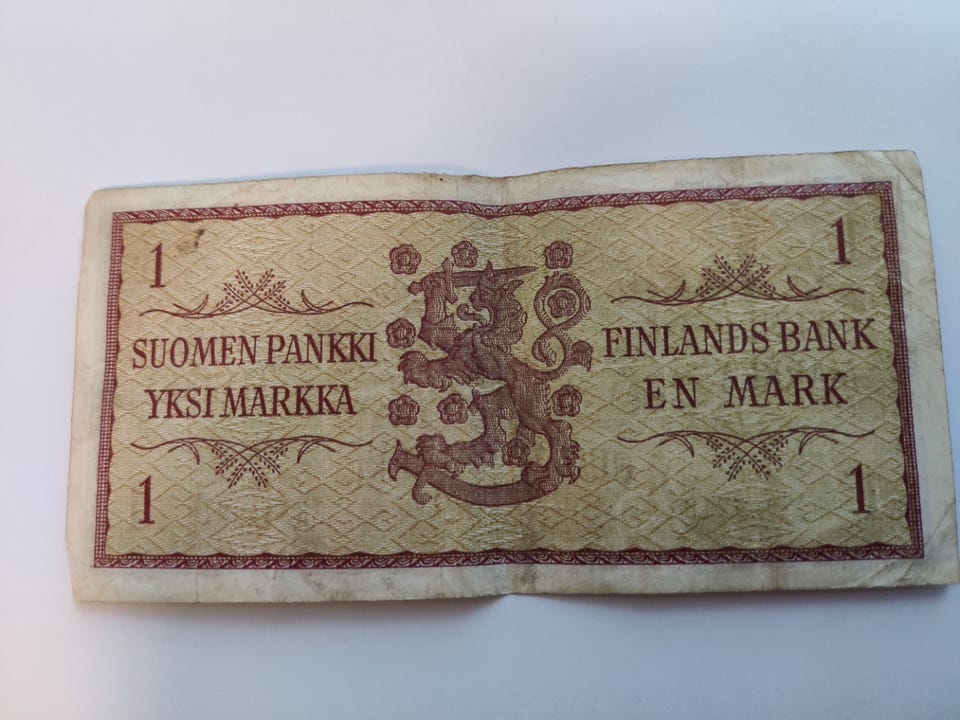 1
1
SUOMEN PANKKI
YKSI MARKKA
FINLANDS BANK
EN MARK
1
1